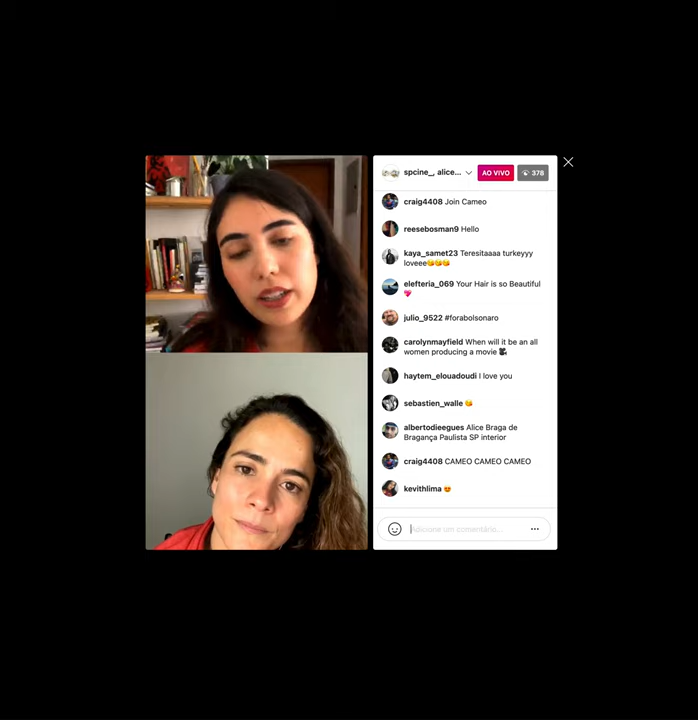 spcine_, alice...
AO VIVO
378
craig4408 Join Cameo
reesebosman9 Hello
kaya_samet23 Teresitaaaa turkeyyy
loveee😘😘😘
elefteria_069 Your Hair is so Beautiful
💖
julio_9522 #forabolsonaro
carolynmayfield When will it be an all
women producing a movie 🎥
haytem_elouadoudi I love you
sebastien_walle 😘
albertodieegues Alice Braga de
Bragança Paulista SP interior
craig4408 CAMEO CAMEO CAMEO
kevithlima 😍
Adicione um comentário...